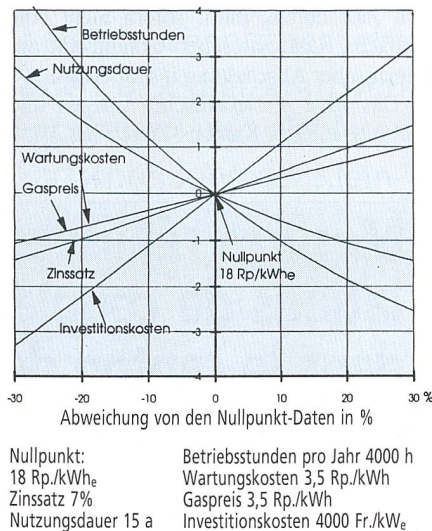 4
Betriebsstunden
3
Nutzungsdauer
2
1
Wartungskosten
Gaspreis
0
-1
Zinssatz
Nullpunkt
18 Rp/kWhe
-2
-3
Investitionskosten
-4
-30 -20 -10 0 10 20 30 %
Abweichung von den Nullpunkt-Daten in %
Nullpunkt: Betriebsstunden pro Jahr 4000 h
18 Rp./kWhe Wartungskosten 3,5 Rp./kWh
Zinssatz 7% Gaspreis 3,5 Rp./kWh
Nutzungsdauer 15 a Investitionskosten 4000 Fr./kWe